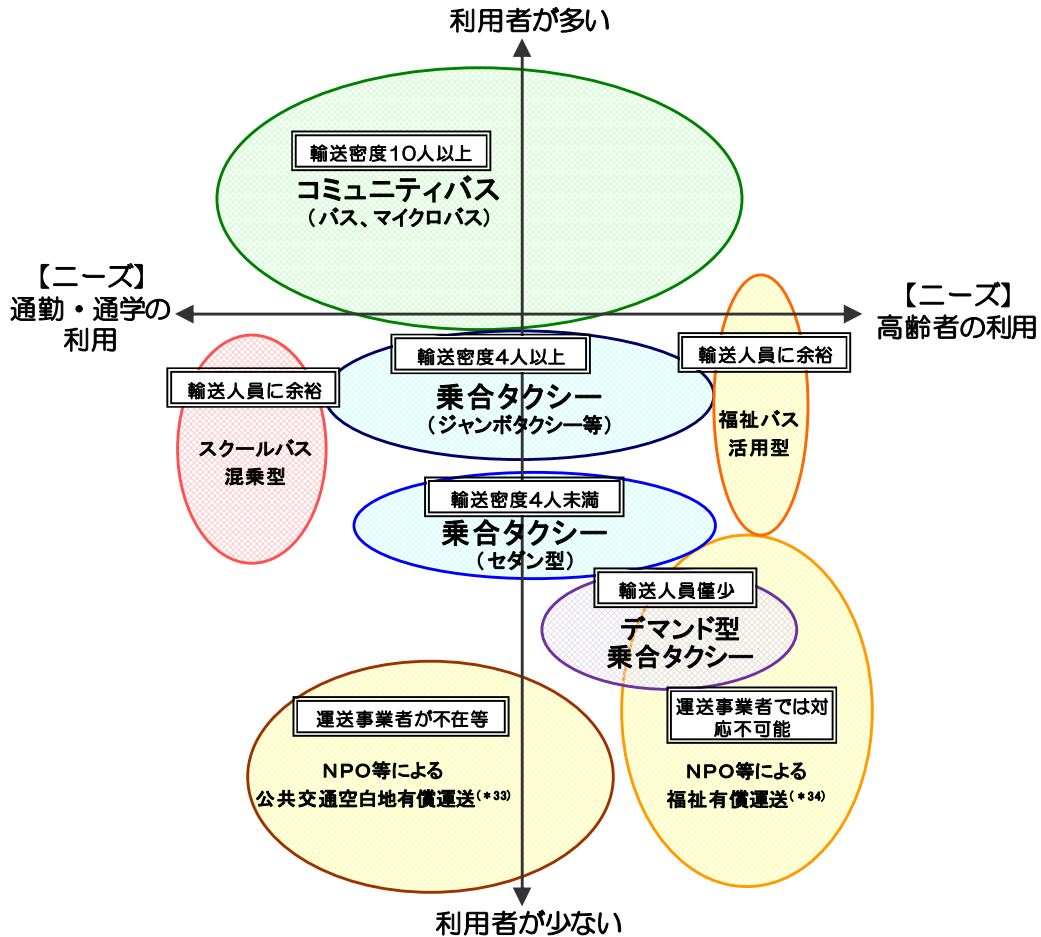 利用者が多い
輸送密度10人以上
コミュニティバス
（バス、マイクロバス）
【ニーズ】
通勤・通学の
利用
【ニーズ】
高齢者の利用
輸送密度4人以上
乗合タクシー
（ジャンボタクシー等）
輸送人員に余裕
福祉バス
活用型
輸送人員に余裕
スクールバス
混乗型
輸送密度4人未満
乗合タクシー
（セダン型）
輸送人員僅少
デマンド型
乗合タクシー
運送事業者が不在等
NPO等による
公共交通空白地有償運送(*33)
運送事業者では対
応不可能
NPO等による
福祉有償運送(*34)
利用者が少ない